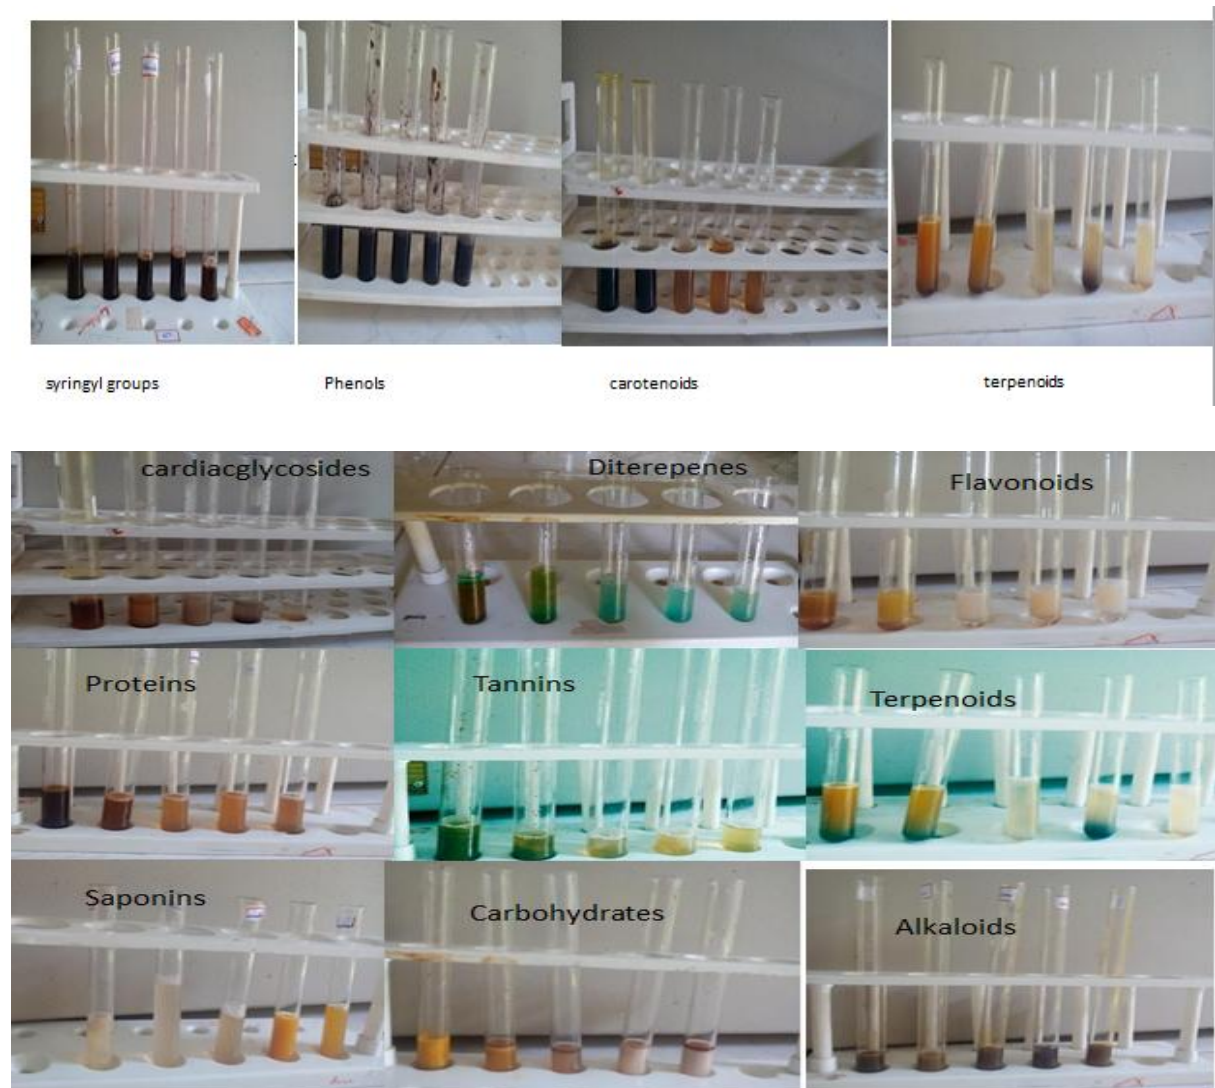 syringyl groups
Phenols
carotenoids
terpenoids
cardiacglycosides
Diterepenes
Flavonoids
Proteins
Tannins
Terpenoids
Saponins
Carbohydrates
Alkaloids